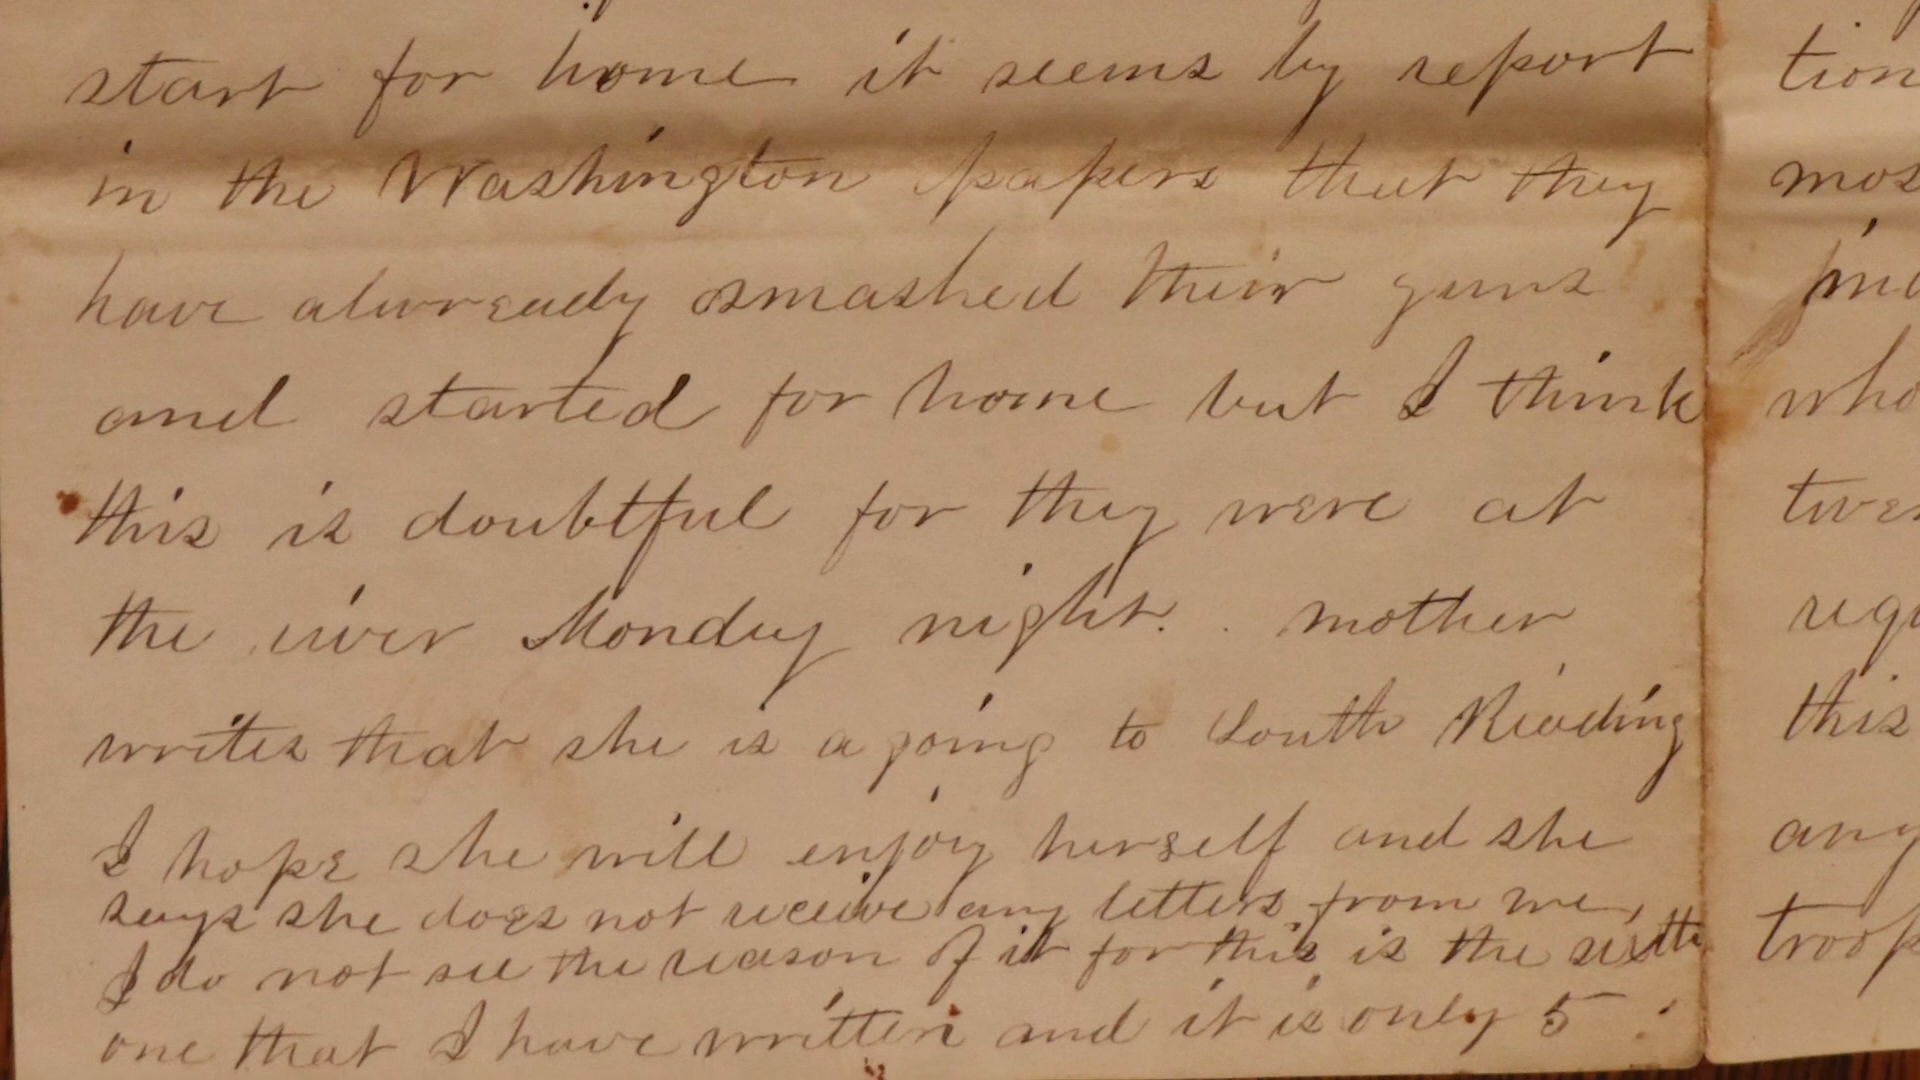 start for home it seems by report
in the Washington papers that they
have alwready smashed their guns
and started for home but I think
this is doubtful for they were at
the river Monday night. mother
writes that she is a going to South Reading
I hope she will enjoy herself and she
says she does not receive any letters from me,
I do not see the reason of it for this is the sixth
one that I have written and it is only 5
tion
mos
who
twe
requ
this
any
troop